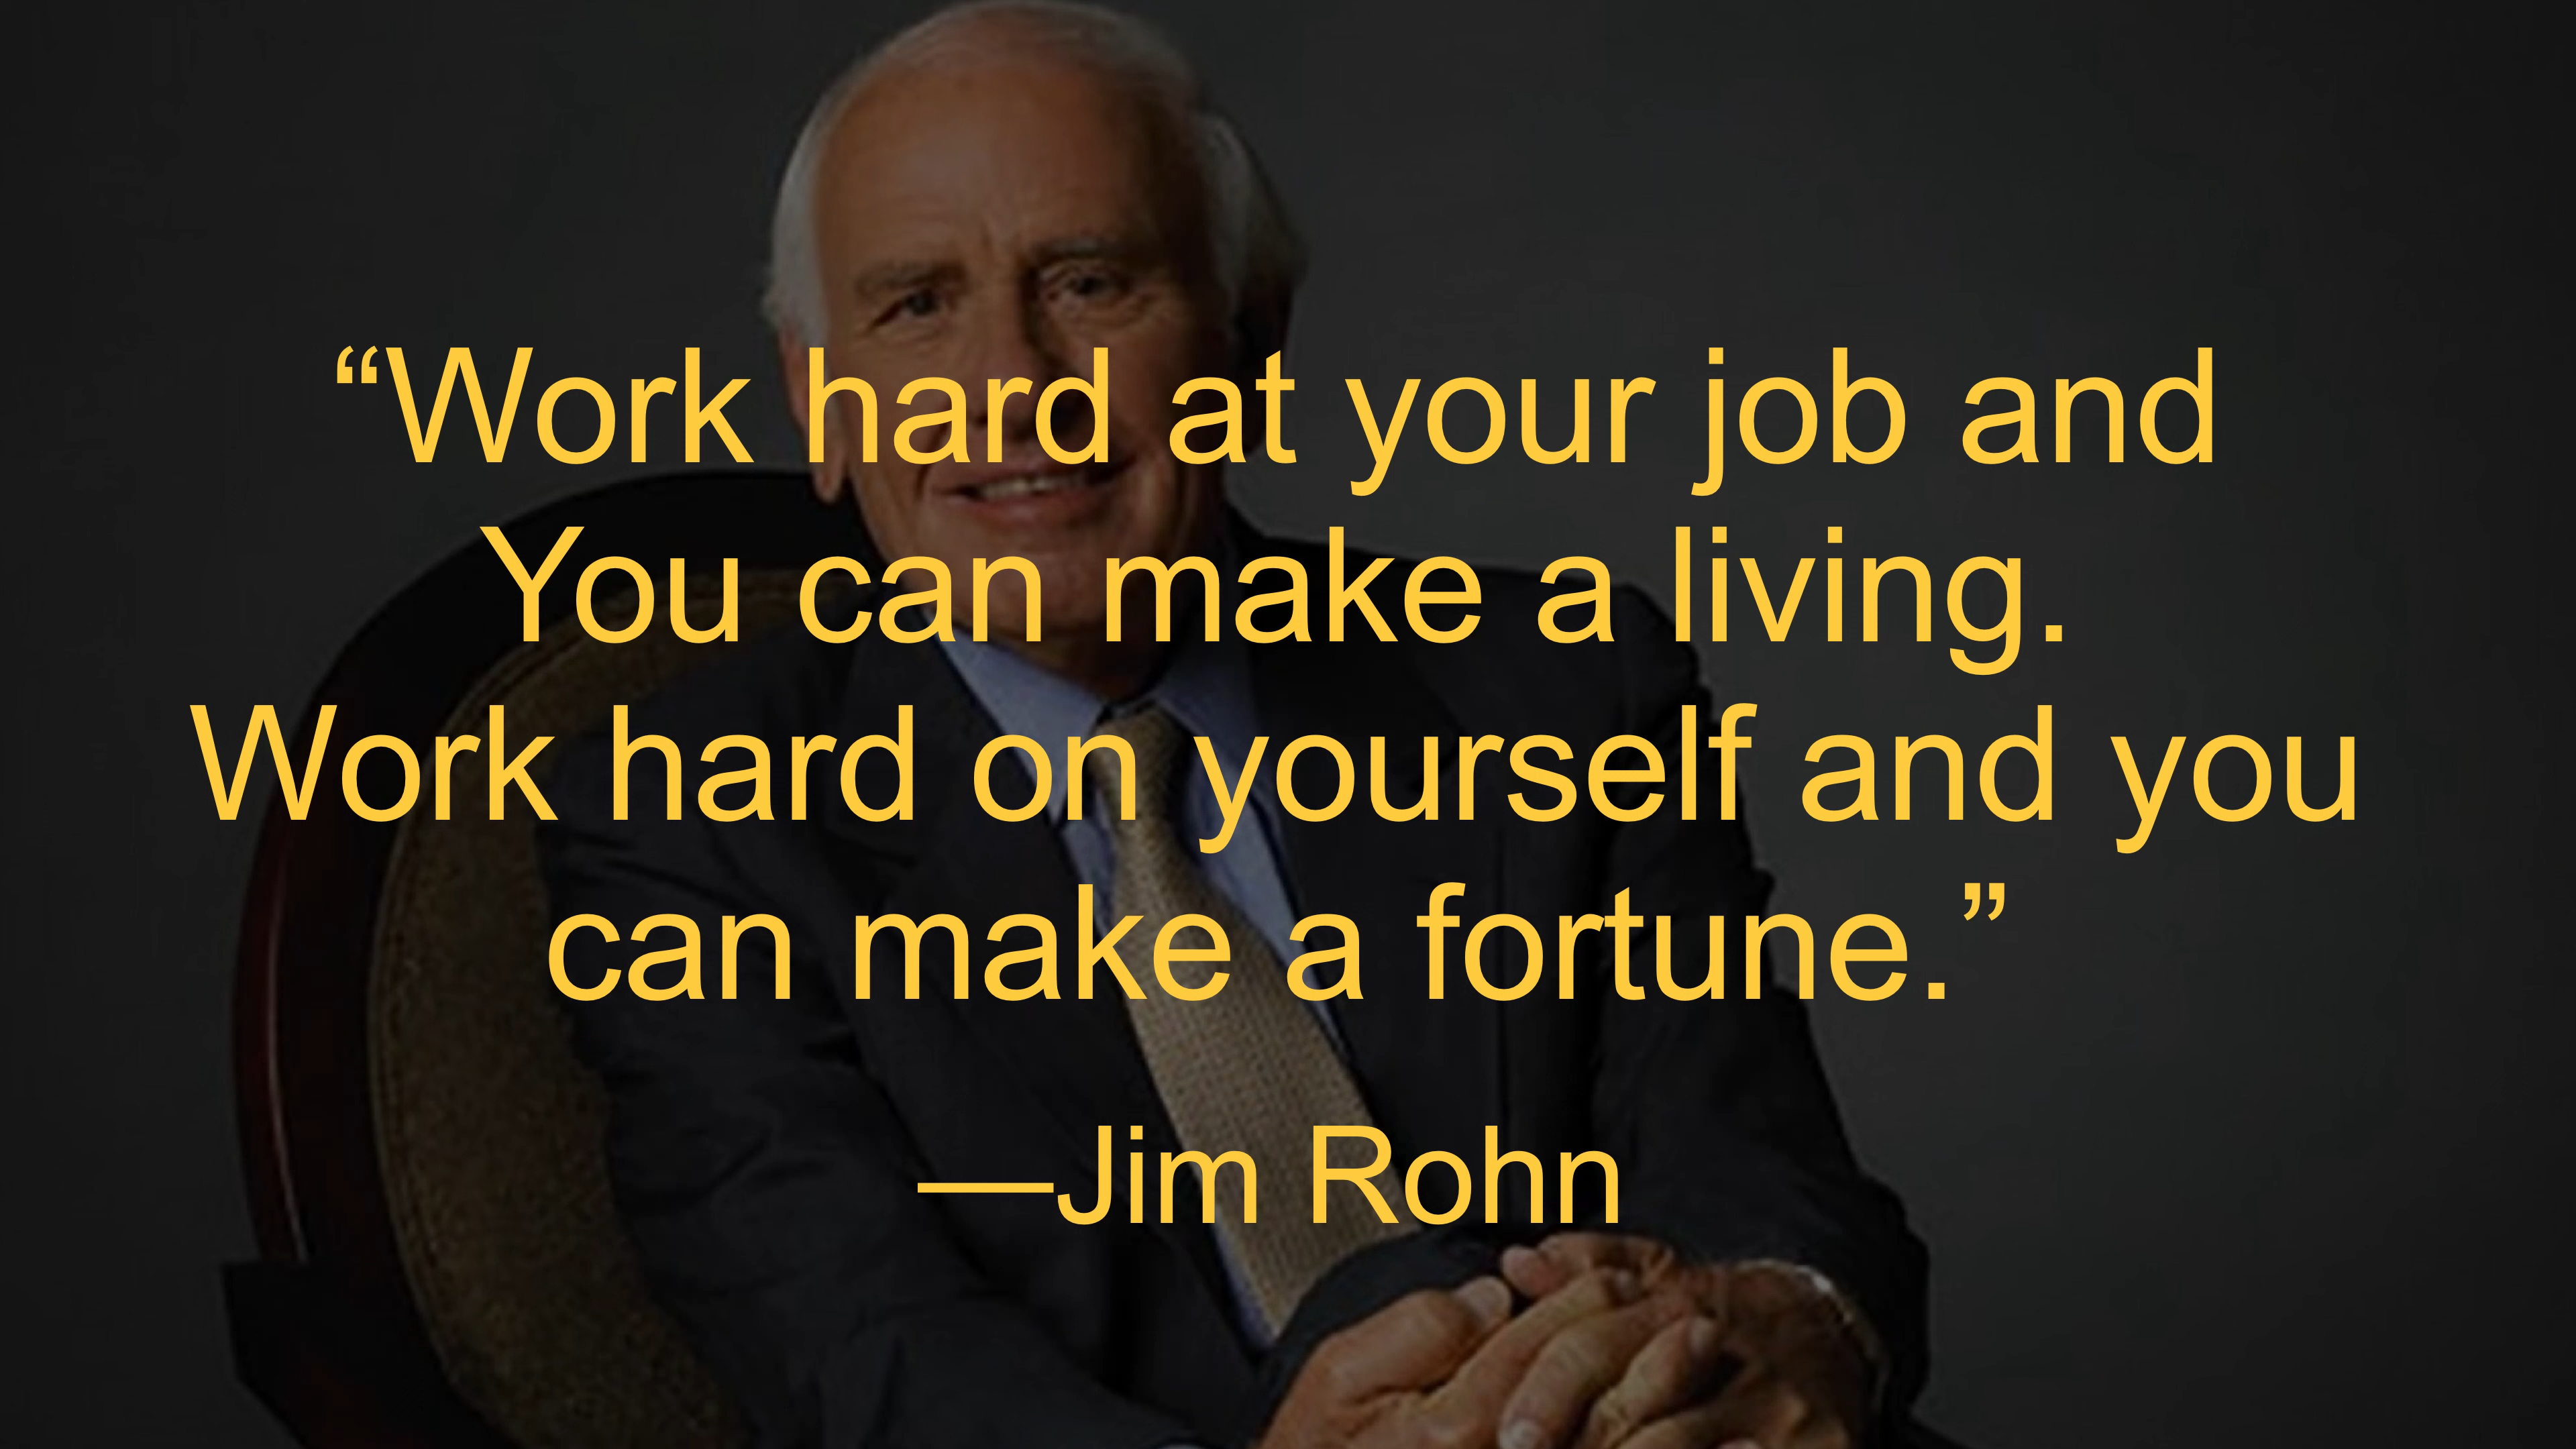 “Work hard at your job and
You can make a living.
Work hard on yourself and you
can make a fortune.”
—Jim Rohn